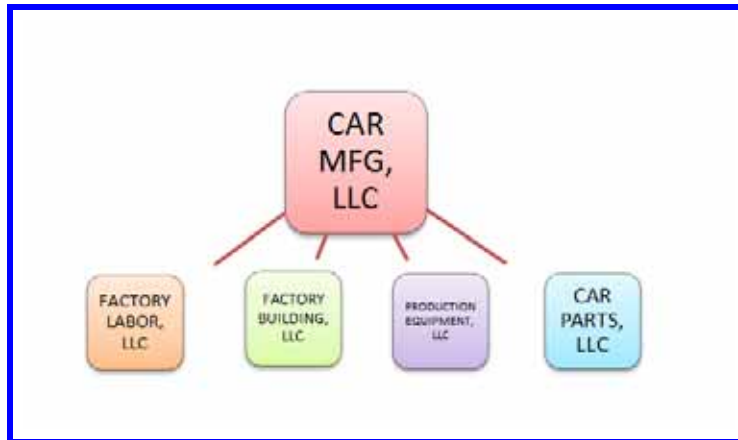 CAR
MFG,
LLC
FACTORY
LABOR,
LLC
FACTORY
BUILDING,
LLC
PRODUCTION
EQUIPMENT,
LLC
CAR
PARTS,
LLC